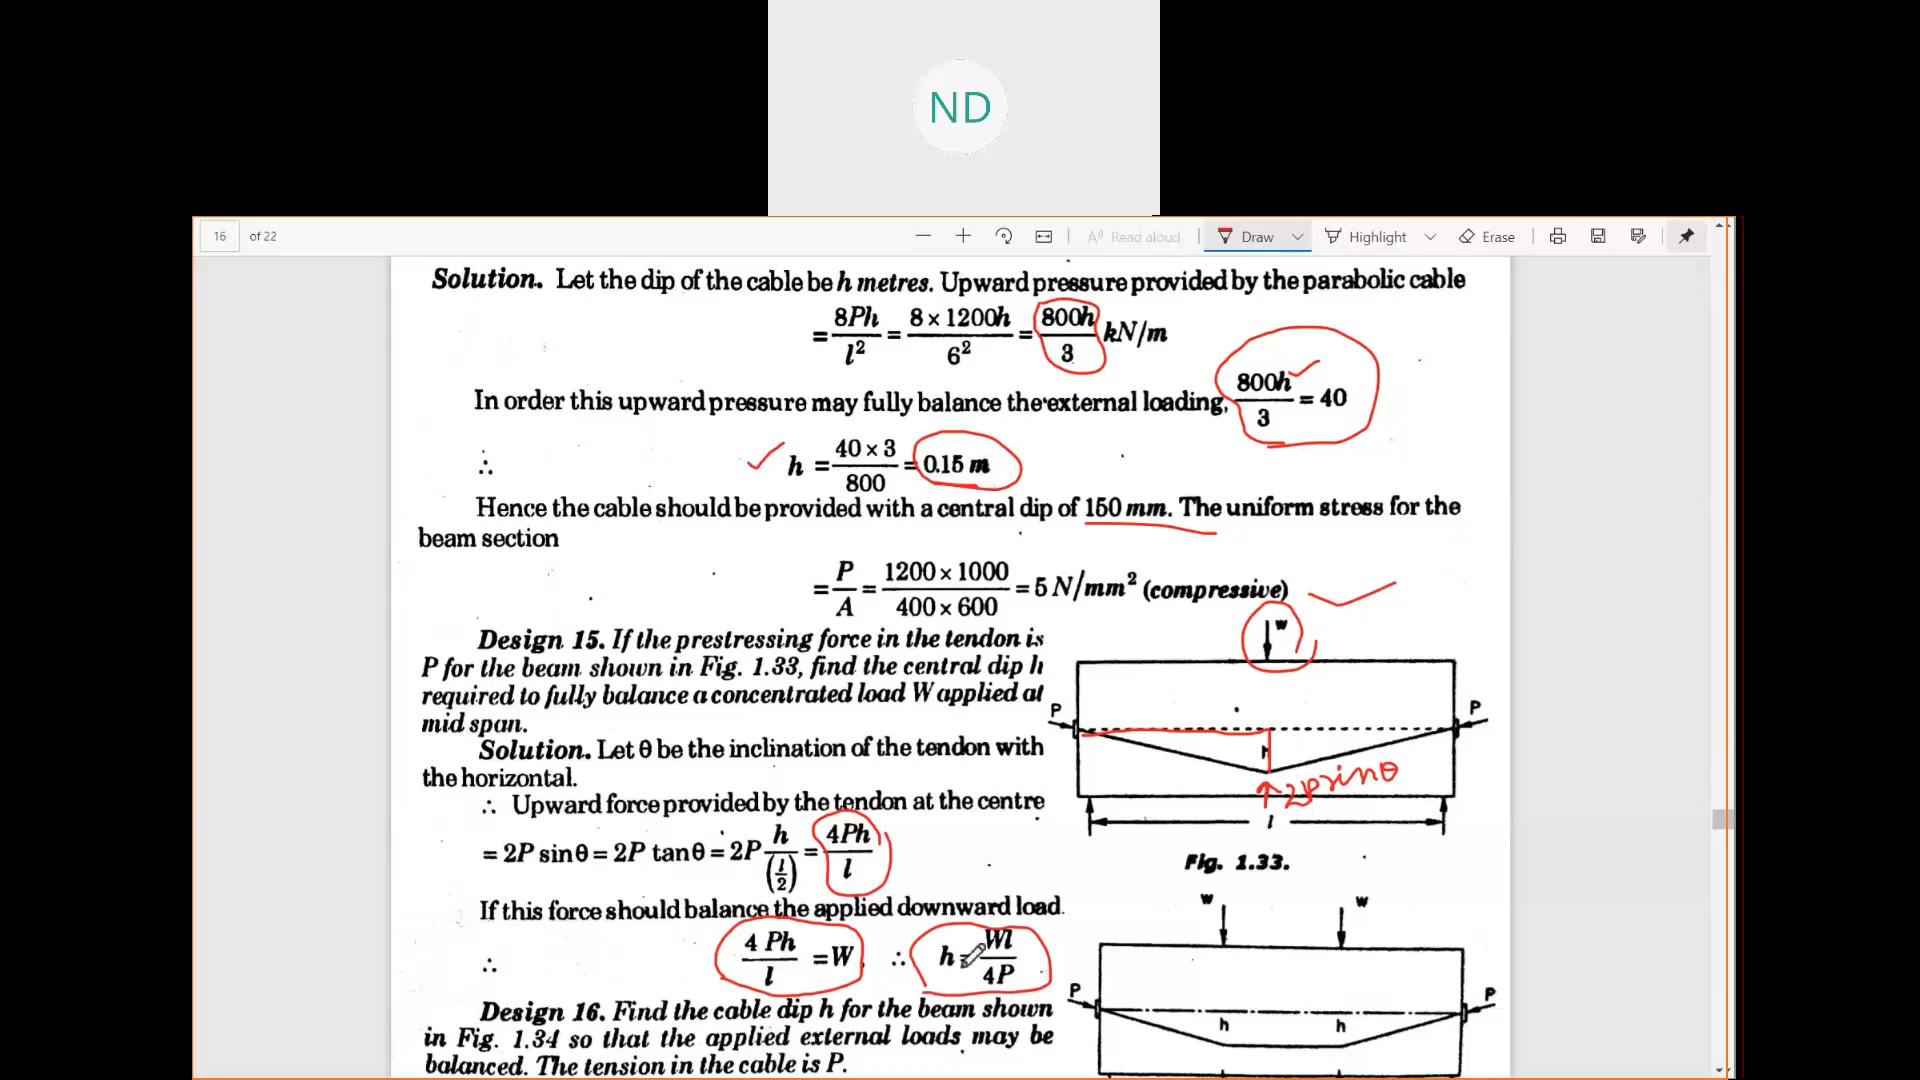 ND
16 of 22 Read aloud Draw Highlight Erase
Solution. Let the dip of the cable be h metres. Upward pressure provided by the parabolic cable
= 8Ph / l² = 8 × 1200h / 6² = 800h / 3 kN/m
In order this upward pressure may fully balance the external loading, 800h / 3 = 40
∴ h = 40 × 3 / 800 = 0.15 m
Hence the cable should be provided with a central dip of 150 mm. The uniform stress for the
beam section
= P / A = 1200 × 1000 / 400 × 600 = 5 N/mm² (compressive)
Design 15. If the prestressing force in the tendon is
P for the beam shown in Fig. 1.33, find the central dip h
required to fully balance a concentrated load W applied at
mid span.
Solution. Let θ be the inclination of the tendon with
the horizontal.
∴ Upward force provided by the tendon at the centre
= 2P sin θ = 2P tan θ = 2P h / (l/2) = 4Ph / l
If this force should balance the applied downward load.
∴ 4 Ph / l = W, ∴ h = Wl / 4P
Design 16. Find the cable dip h for the beam shown
in Fig. 1.34 so that the applied external loads may be
balanced. The tension in the cable is P.
w
P P
2P sin θ
l
Fig. 1.33.
w w
P P
h h